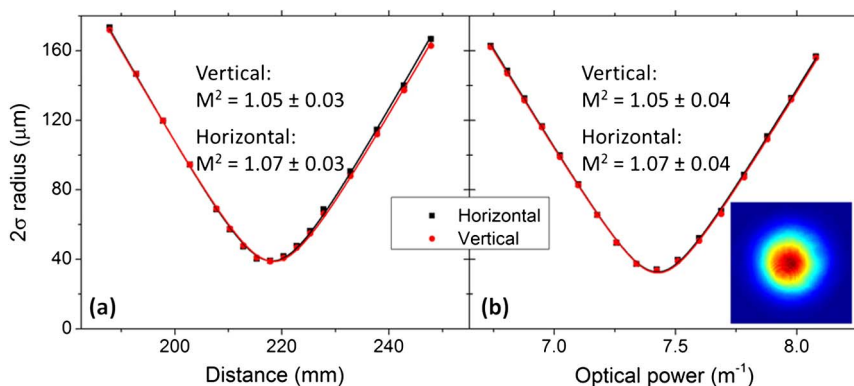 160
120
80
40
0
2σ radius (μm)
Vertical:
M² = 1.05 ± 0.03
Horizontal:
M² = 1.07 ± 0.03
(a)
200
220
240
Distance (mm)
Horizontal
Vertical
Vertical:
M² = 1.05 ± 0.04
Horizontal:
M² = 1.07 ± 0.04
(b)
7.0
7.5
8.0
Optical power (m⁻¹)